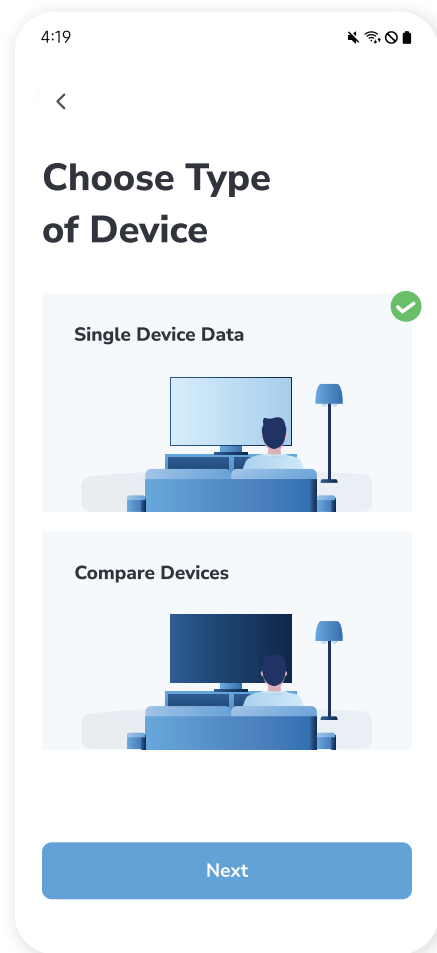 4:19
Choose Type
of Device
Single Device Data
Compare Devices
Next